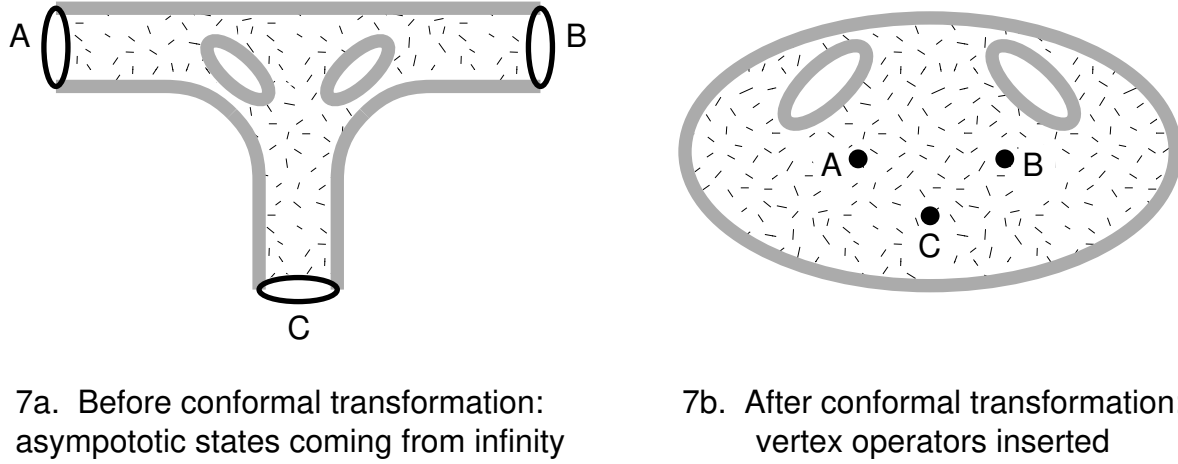 A
B
C
A
B
C
7a. Before conformal transformation:
asympototic states coming from infinity
7b. After conformal transformation:
vertex operators inserted